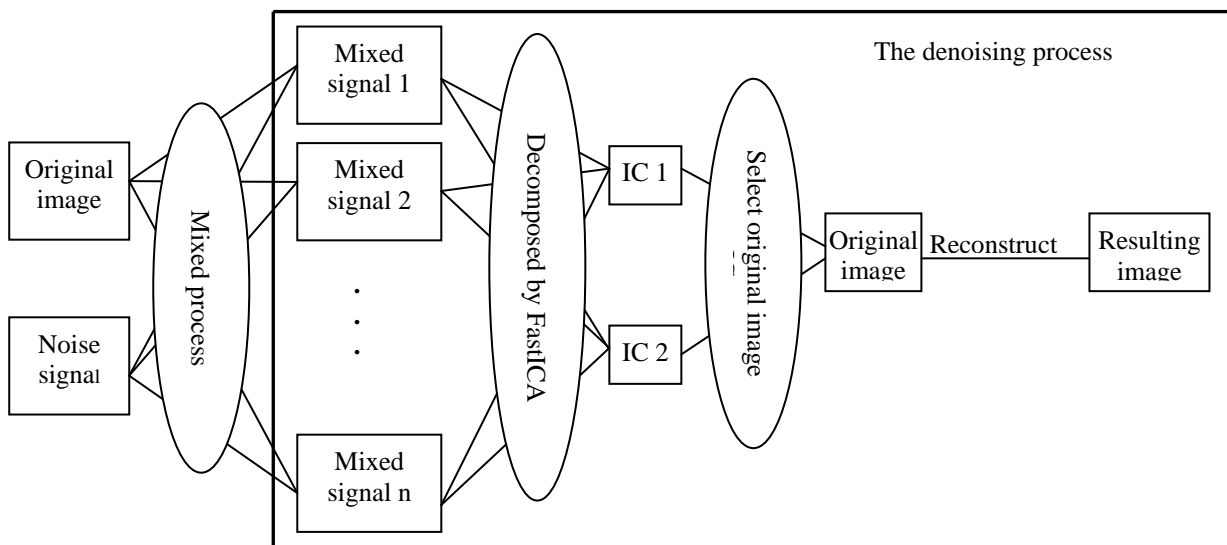 The denoising process
Original
image
Noise
signal
Mixed process
Mixed
signal 1
Mixed
signal 2
.
.
.
Mixed
signal n
Decomposed by FastICA
IC 1
IC 2
Select original image
Original
image
Reconstruct
Resulting
image